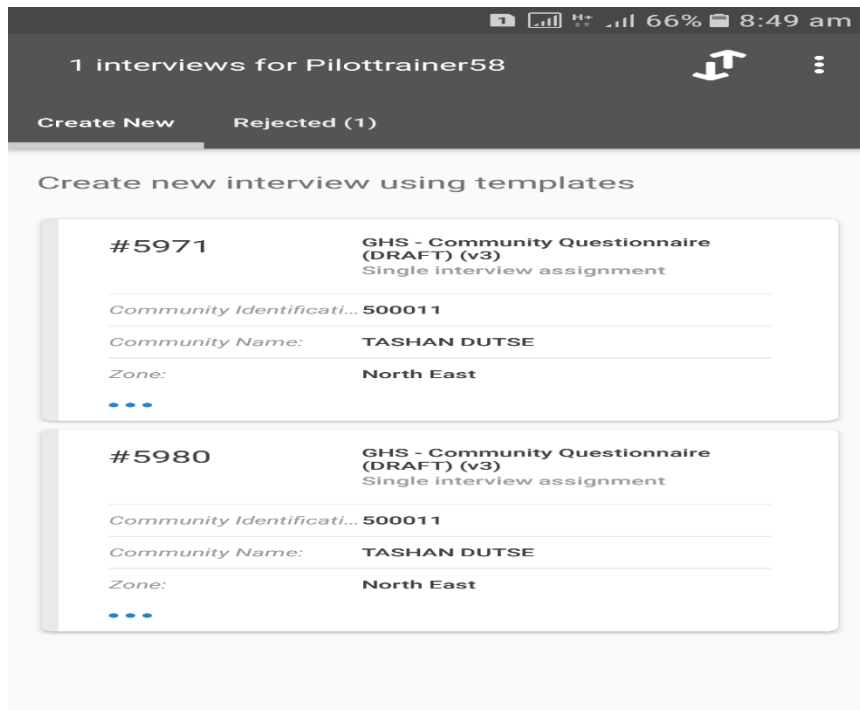 1 H+ 66% 8:49 am
1 interviews for Pilottrainer58
Create New Rejected (1)
Create new interview using templates
#5971 GHS - Community Questionnaire
(DRAFT) (v3)
Single interview assignment
Community Identificati... 500011
Community Name: TASHAN DUTSE
Zone: North East
#5980 GHS - Community Questionnaire
(DRAFT) (v3)
Single interview assignment
Community Identificati... 500011
Community Name: TASHAN DUTSE
Zone: North East